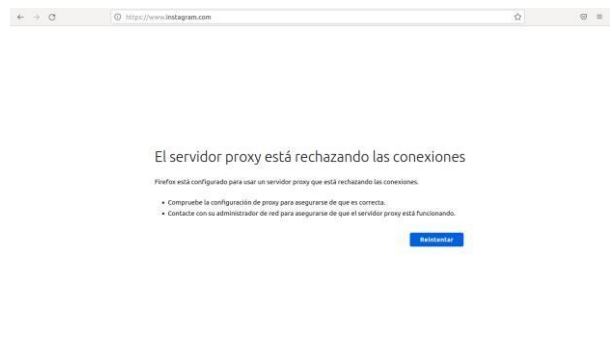 https://www.instagram.com
El servidor proxy está rechazando las conexiones
Firefox está configurado para usar un servidor proxy que está rechazando las conexiones.
• Compruebe la configuración de proxy para asegurarse de que es correcta.
• Contacte con su administrador de red para asegurarse de que el servidor proxy está funcionando.
Reintentar